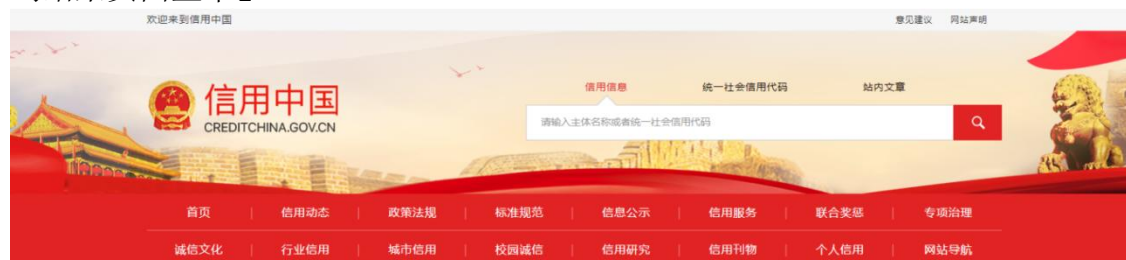 欢迎来到信用中国
意见建议 网站声明
信用中国
CREDITCHINA.GOV.CN
信用信息 统一社会信用代码 站内文章
请输入主体名称或者统一社会信用代码
首页 | 信用动态 | 政策法规 | 标准规范 | 信息公示 | 信用服务 | 联合奖惩 | 专项治理
诚信文化 | 行业信用 | 城市信用 | 校园诚信 | 信用研究 | 信用刊物 | 个人信用 | 网站导航